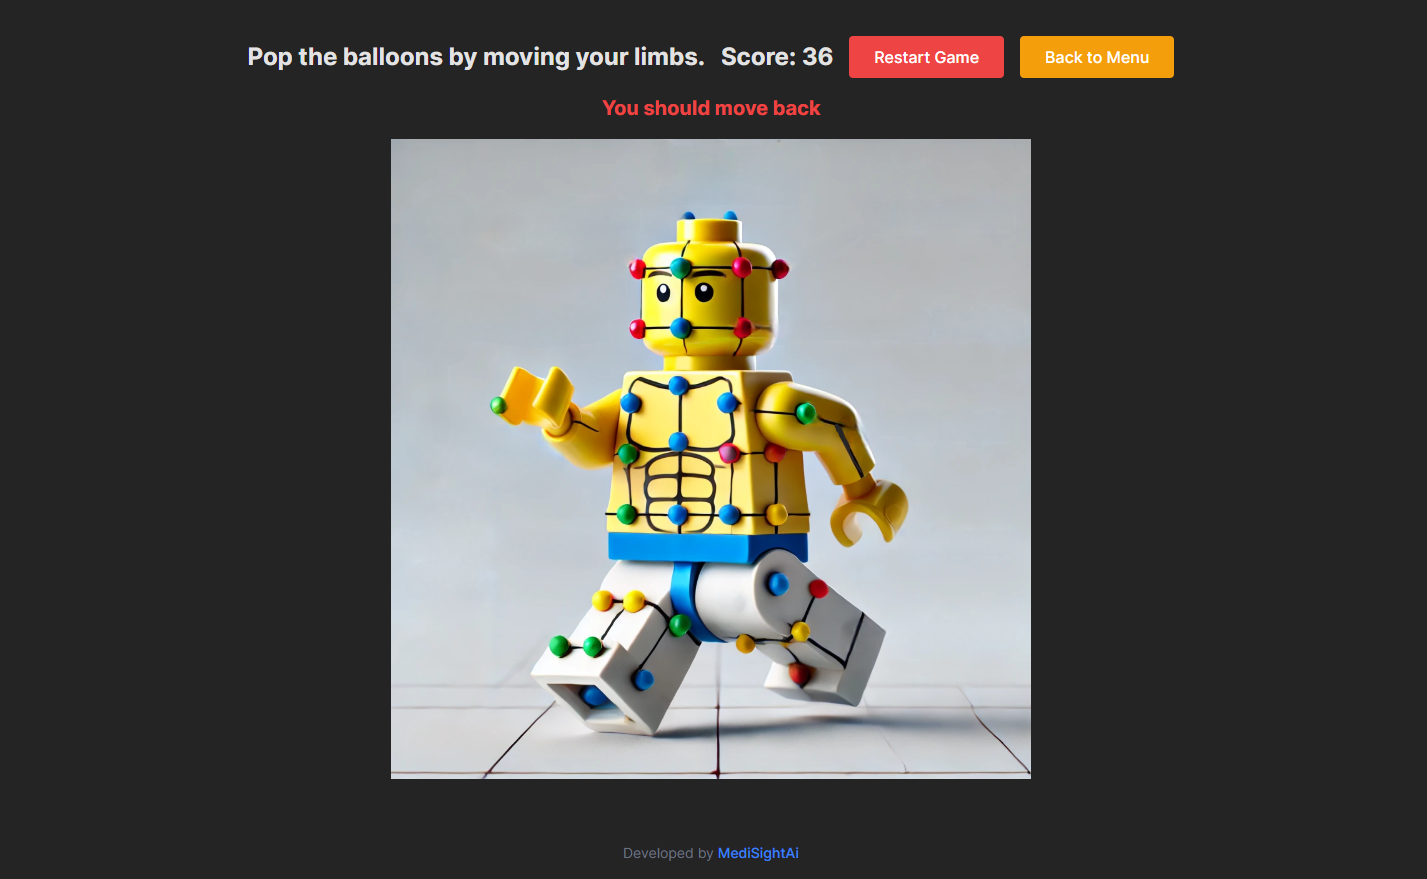 Pop the balloons by moving your limbs. Score: 36 Restart Game Back to Menu
You should move back
Developed by MediSightAi